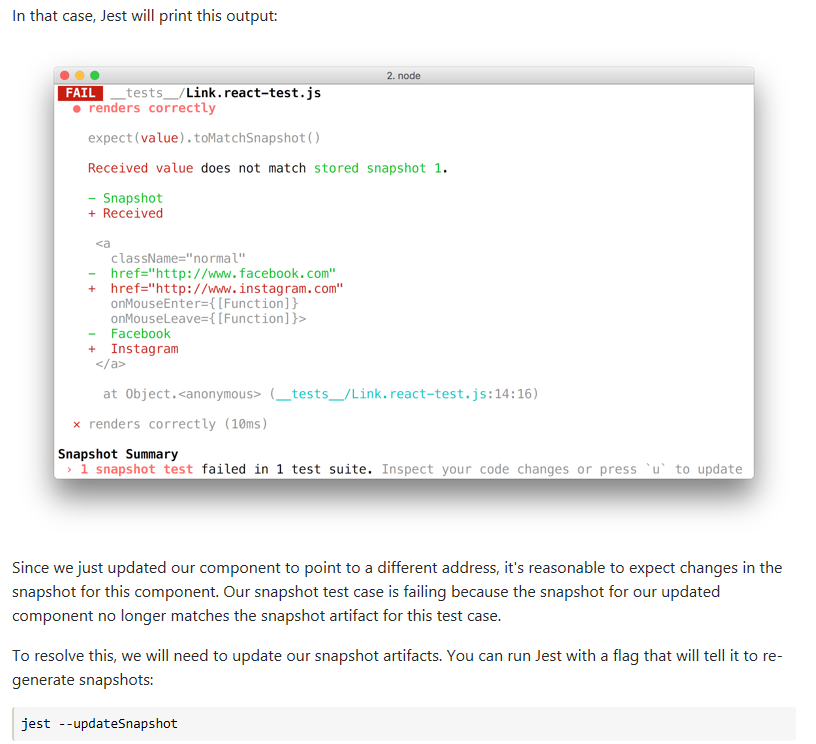 In that case, Jest will print this output:
2. node
FAIL __tests__/Link.react-test.js
● renders correctly
expect(value).toMatchSnapshot()
Received value does not match stored snapshot 1.
- Snapshot
+ Received
<a
className="normal"
- href="http://www.facebook.com"
+ href="http://www.instagram.com"
onMouseEnter={[Function]}
onMouseLeave={[Function]}>
- Facebook
+ Instagram
</a>
at Object.<anonymous> (__tests__/Link.react-test.js:14:16)
× renders correctly (10ms)
Snapshot Summary
› 1 snapshot test failed in 1 test suite. Inspect your code changes or press `u` to update
Since we just updated our component to point to a different address, it's reasonable to expect changes in the
snapshot for this component. Our snapshot test case is failing because the snapshot for our updated
component no longer matches the snapshot artifact for this test case.
To resolve this, we will need to update our snapshot artifacts. You can run Jest with a flag that will tell it to re-
generate snapshots:
jest --updateSnapshot